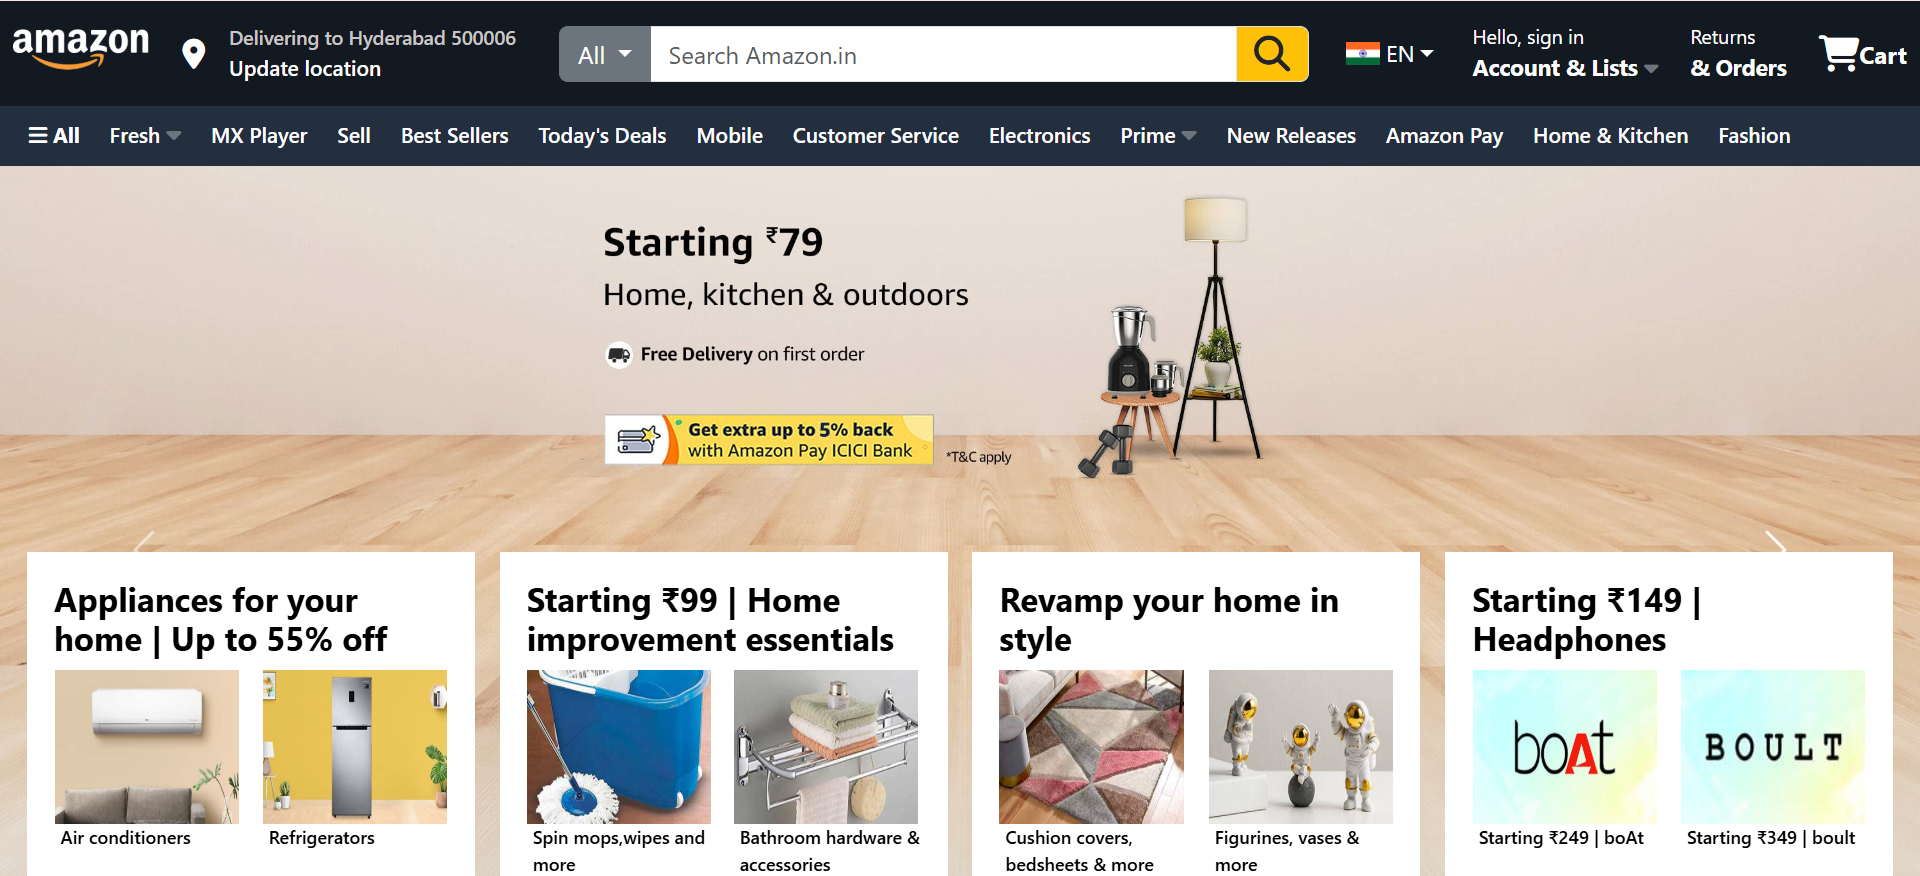 amazon
Delivering to Hyderabad 500006
Update location
All
Search Amazon.in
EN
Hello, sign in
Account & Lists
Returns
& Orders
Cart
All
Fresh
MX Player
Sell
Best Sellers
Today's Deals
Mobile
Customer Service
Electronics
Prime
New Releases
Amazon Pay
Home & Kitchen
Fashion
Starting ₹79
Home, kitchen & outdoors
Free Delivery on first order
Get extra up to 5% back
with Amazon Pay ICICI Bank
*T&C apply
Appliances for your
home | Up to 55% off
Air conditioners
Refrigerators
Starting ₹99 | Home
improvement essentials
Spin mops,wipes and
more
Bathroom hardware &
accessories
Revamp your home in
style
Cushion covers,
bedsheets & more
Figurines, vases &
more
Starting ₹149 |
Headphones
boAt
BOULT
Starting ₹249 | boAt
Starting ₹349 | boult